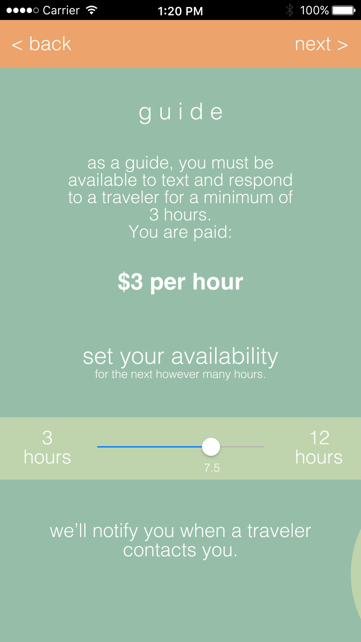 Carrier 1:20 PM 100%
< back next >
guide
as a guide, you must be
available to text and respond
to a traveler for a minimum of
3 hours.
You are paid:
$3 per hour
set your availability
for the next however many hours.
3
hours
7.5
12
hours
we'll notify you when a traveler
contacts you.